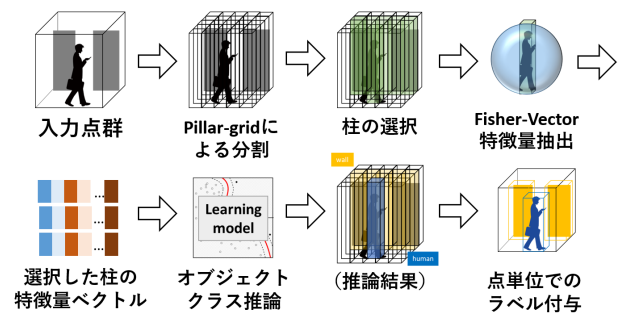 入力点群
Pillar-gridに
よる分割
柱の選択
Fisher-Vector
特徴量抽出
...
...
...
選択した柱の
特徴量ベクトル
Learning
model
オブジェクト
クラス推論
wall
human
(推論結果)
点単位での
ラベル付与